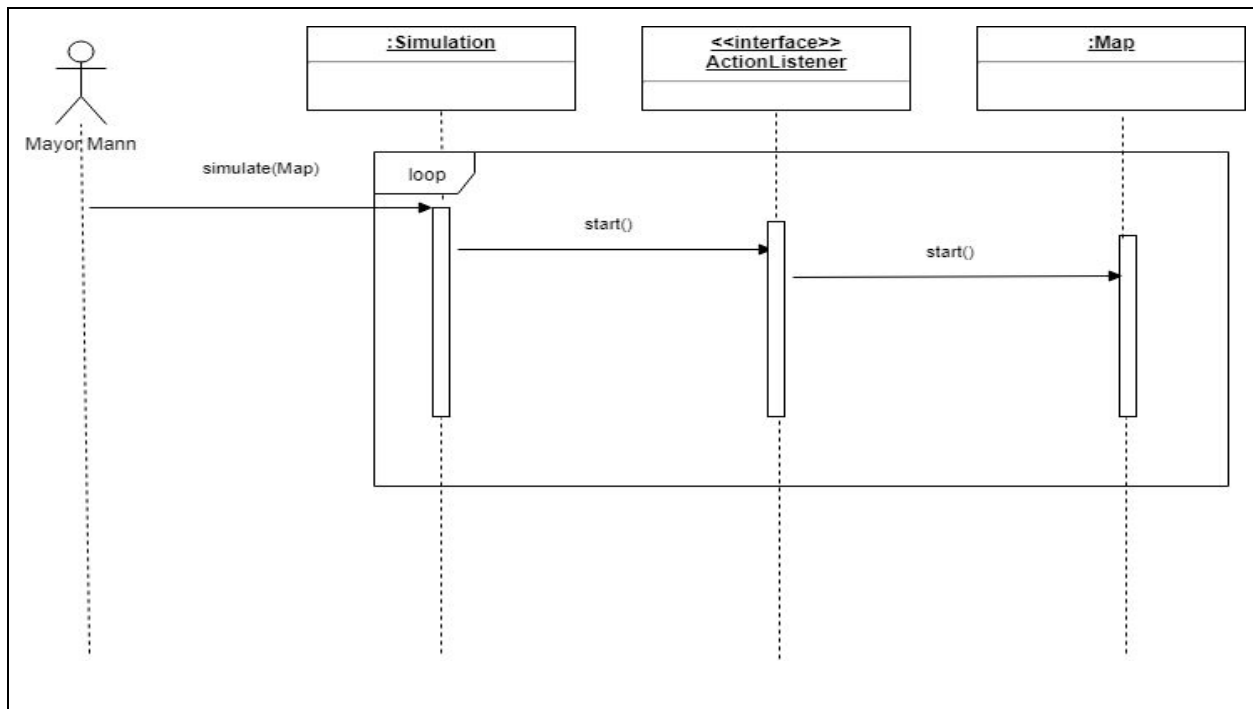 :Simulation
<<interface>>
ActionListener
:Map
Mayor Mann
simulate(Map)
loop
start()
start()